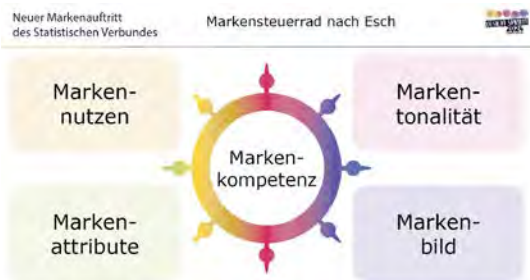 Neuer Markenauftritt
des Statistischen Verbundes
Markensteuerrad nach Esch
Marken-
nutzen
Marken-
tonalität
Marken-
kompetenz
Marken-
attribute
Marken-
bild